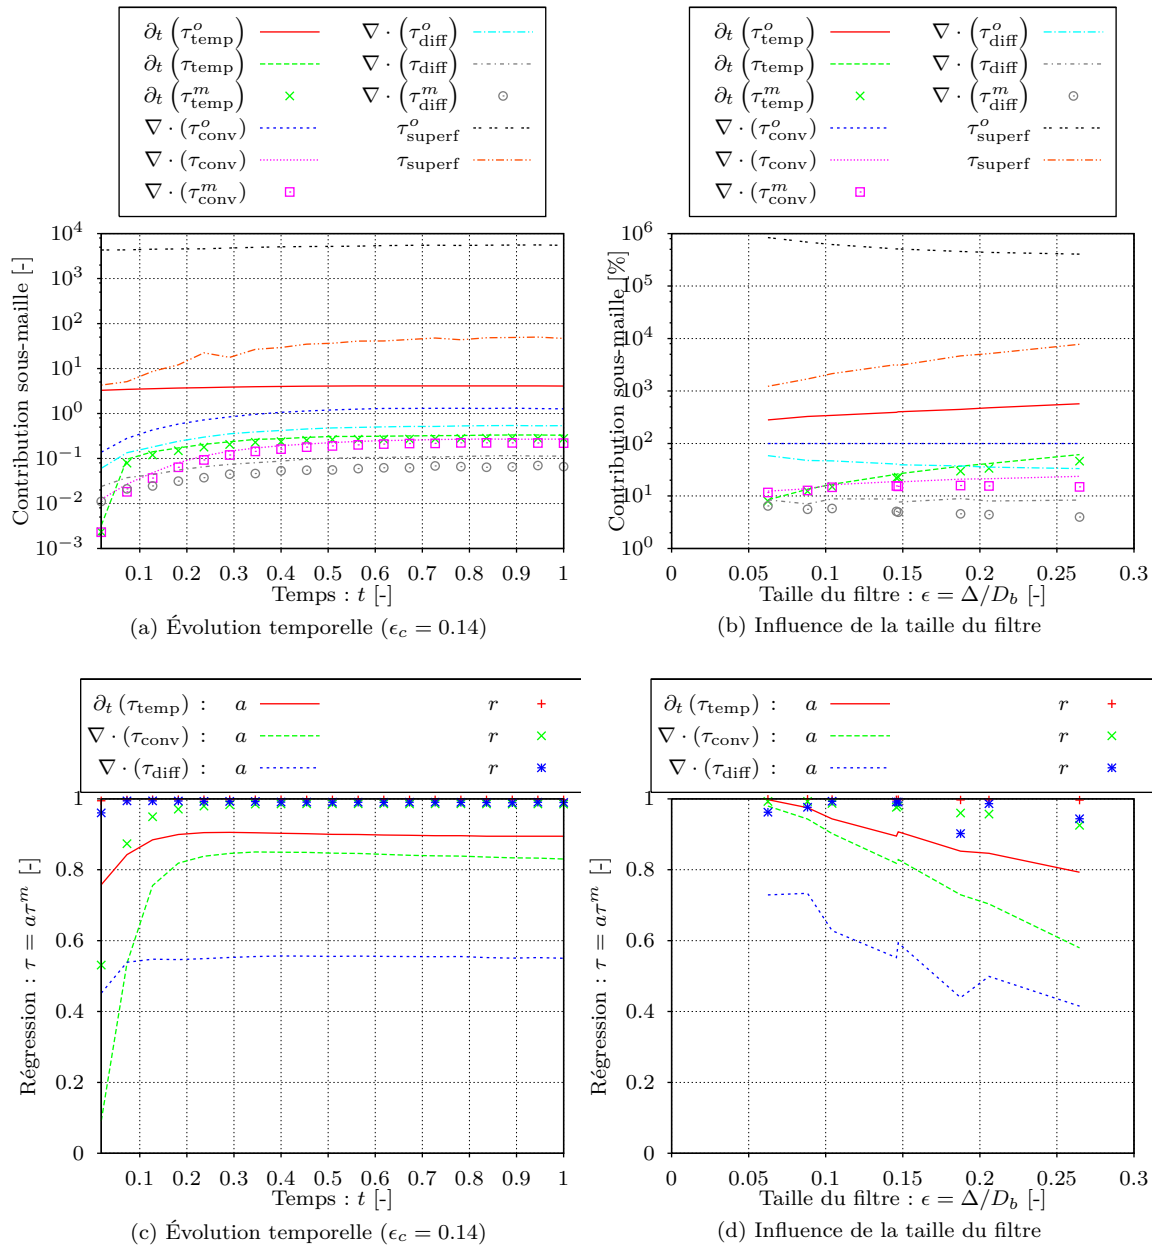 ∂t (τ^o_temp) ∇ · (τ^o_diff)
∂t (τ_temp) ∇ · (τ_diff)
∂t (τ^m_temp) ∇ · (τ^m_diff)
∇ · (τ^o_conv) τ^o_superf
∇ · (τ_conv) τ_superf
∇ · (τ^m_conv)
Contribution sous-maille [-]
10^4
10^3
10^2
10^1
10^0
10^-1
10^-2
10^-3
0.1 0.2 0.3 0.4 0.5 0.6 0.7 0.8 0.9 1
Temps : t [-]
(a) Évolution temporelle (ϵ_c = 0.14)
∂t (τ^o_temp) ∇ · (τ^o_diff)
∂t (τ_temp) ∇ · (τ_diff)
∂t (τ^m_temp) ∇ · (τ^m_diff)
∇ · (τ^o_conv) τ^o_superf
∇ · (τ_conv) τ_superf
∇ · (τ^m_conv)
Contribution sous-maille [%]
10^6
10^5
10^4
10^3
10^2
10^1
10^0
0 0.05 0.1 0.15 0.2 0.25 0.3
Taille du filtre : ϵ = Δ/D_b [-]
(b) Influence de la taille du filtre
∂t (τ_temp) : a r
∇ · (τ_conv) : a r
∇ · (τ_diff) : a r
Régression : τ = aτ^m [-]
1
0.8
0.6
0.4
0.2
0
0.1 0.2 0.3 0.4 0.5 0.6 0.7 0.8 0.9 1
Temps : t [-]
(c) Évolution temporelle (ϵ_c = 0.14)
∂t (τ_temp) : a r
∇ · (τ_conv) : a r
∇ · (τ_diff) : a r
Régression : τ = aτ^m [-]
1
0.8
0.6
0.4
0.2
0
0 0.05 0.1 0.15 0.2 0.25 0.3
Taille du filtre : ϵ = Δ/D_b [-]
(d) Influence de la taille du filtre